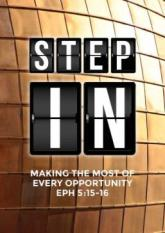 STEP
IN
MAKING THE MOST OF
EVERY OPPORTUNITY
EPH 5:15-16